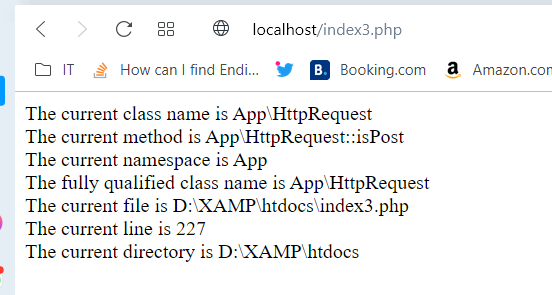 localhost/index3.php
IT How can I find Endi... B. Booking.com a Amazon.com
The current class name is App\HttpRequest
The current method is App\HttpRequest::isPost
The current namespace is App
The fully qualified class name is App\HttpRequest
The current file is D:\XAMP\htdocs\index3.php
The current line is 227
The current directory is D:\XAMP\htdocs